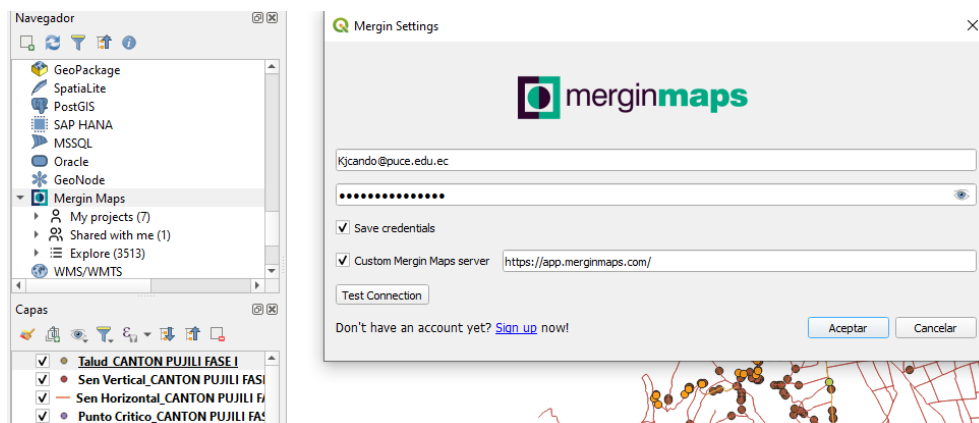 Navegador
GeoPackage
SpatiaLite
PostGIS
SAP HANA
MSSQL
Oracle
GeoNode
Mergin Maps
My projects (7)
Shared with me (1)
Explore (3513)
WMS/WMTS
Capas
Talud_CANTON PUJILI FASE I
Sen Vertical_CANTON PUJILI FASI
Sen Horizontal_CANTON PUJILI FA
Punto Critico_CANTON PUJILI FAS
Mergin Settings
merginmaps
Kjcando@puce.edu.ec
Save credentials
Custom Mergin Maps server https://app.merginmaps.com/
Test Connection
Don't have an account yet? Sign up now!
Aceptar Cancelar